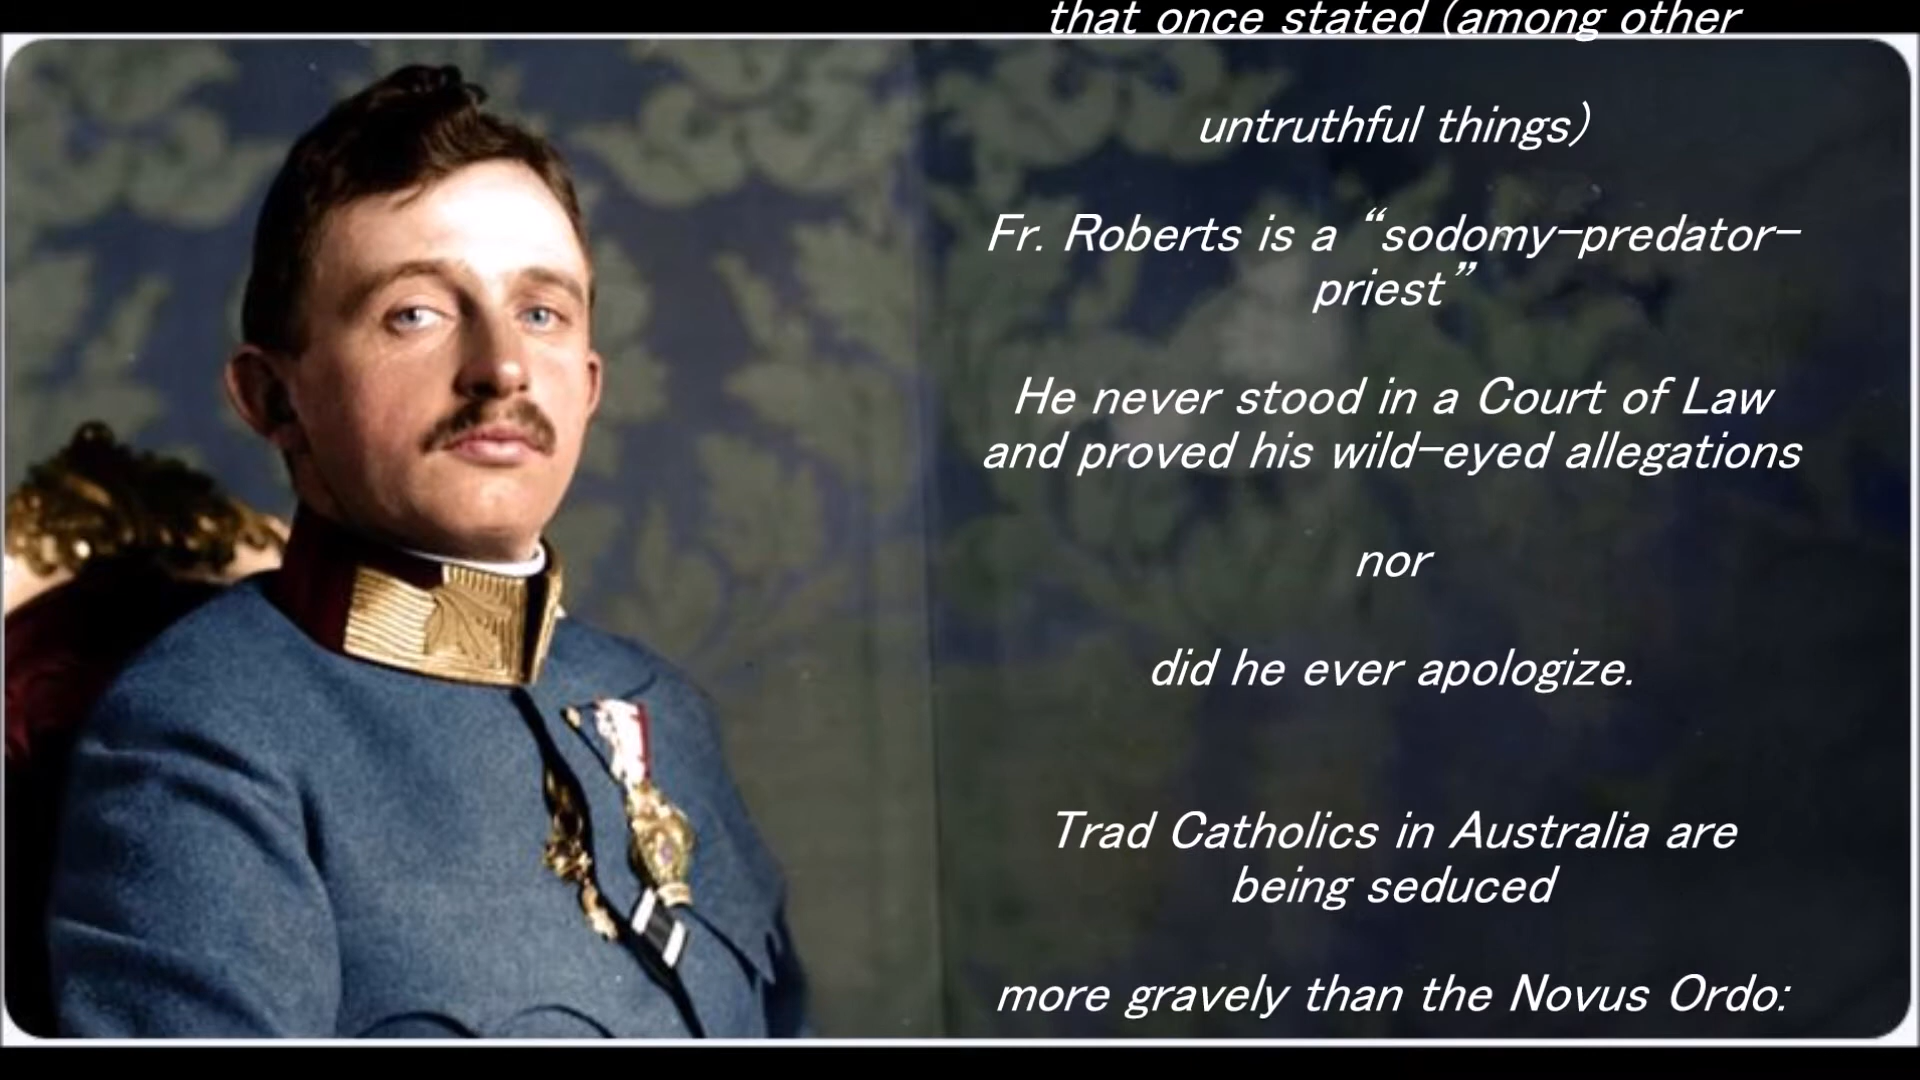 that once stated (among other
untruthful things)
Fr. Roberts is a “sodomy-predator-
priest”
He never stood in a Court of Law
and proved his wild-eyed allegations
nor
did he ever apologize.
Trad Catholics in Australia are
being seduced
more gravely than the Novus Ordo: